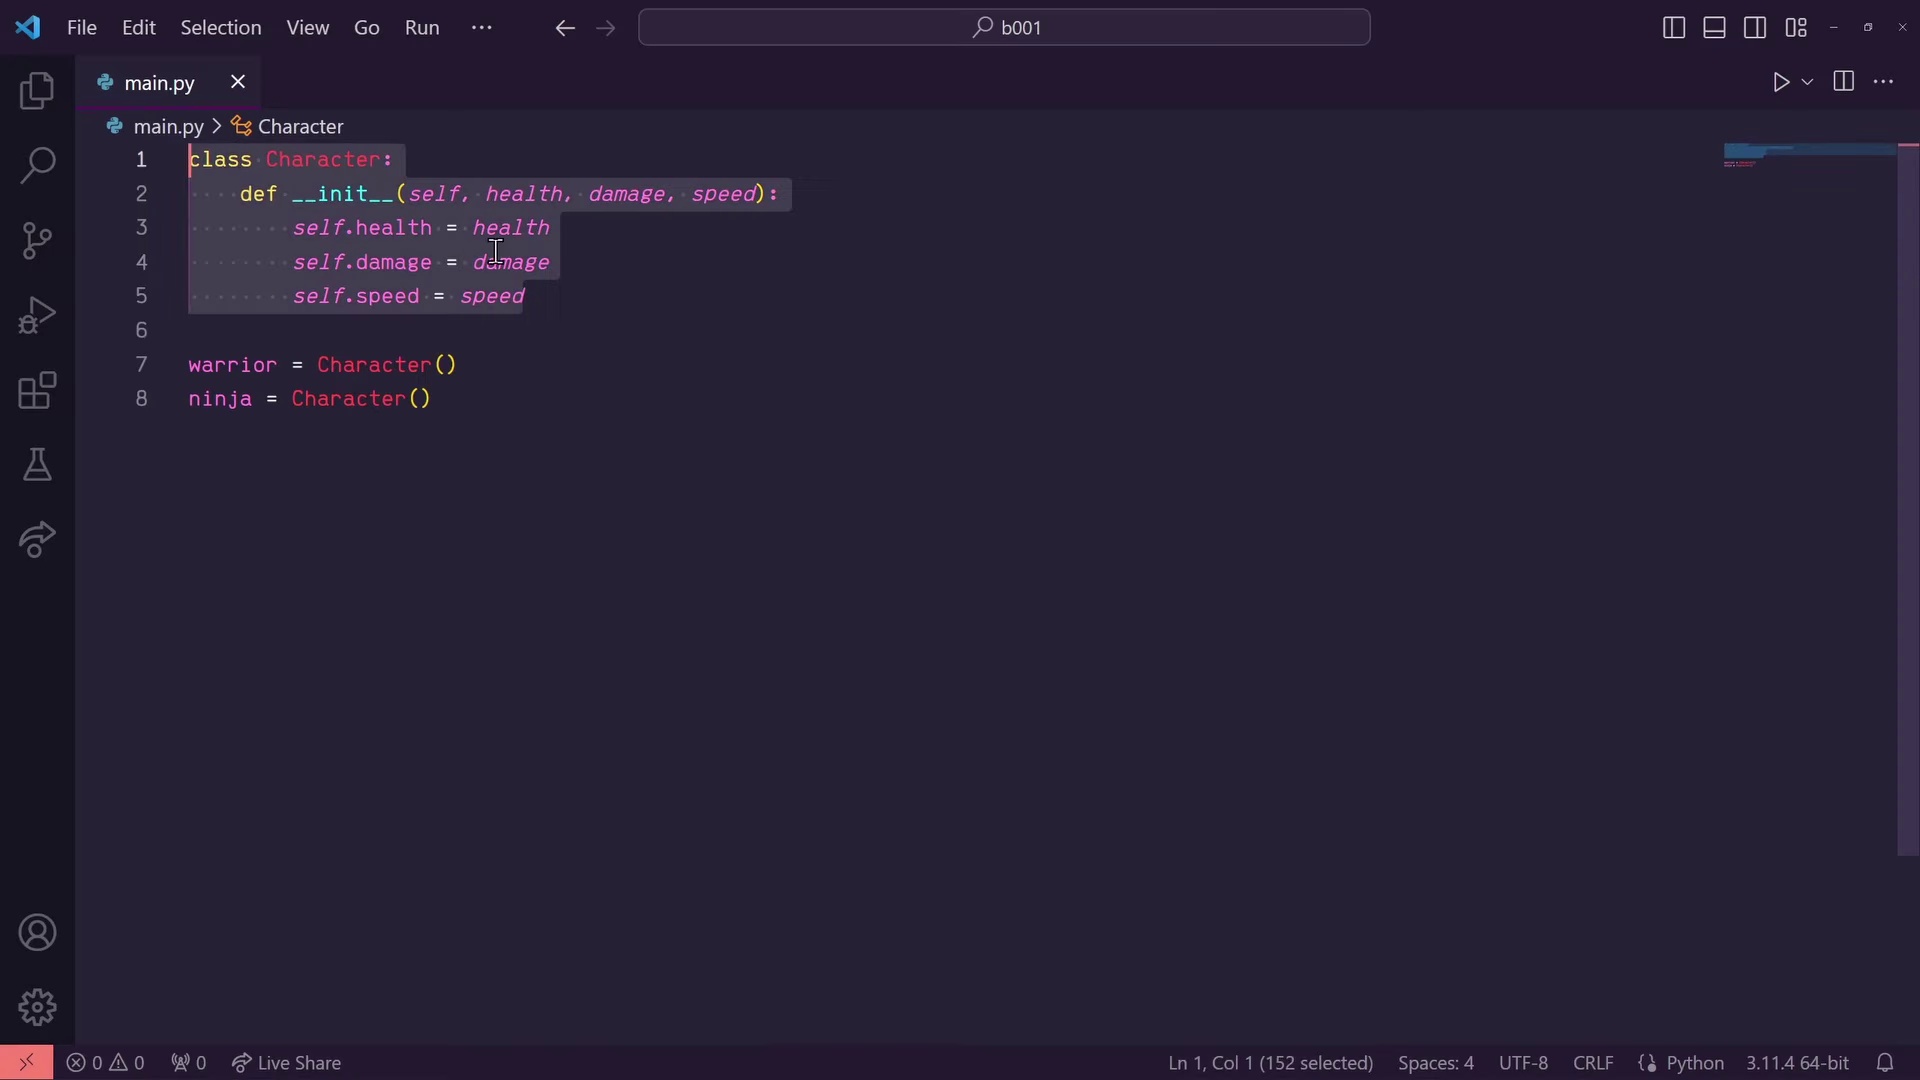 File Edit Selection View Go Run ··· b001
main.py
main.py > Character
1 class Character:
2 def __init__(self, health, damage, speed):
3 self.health = health
4 self.damage = damage
5 self.speed = speed
6
7 warrior = Character()
8 ninja = Character()
0 0 0 Live Share Ln 1, Col 1 (152 selected) Spaces: 4 UTF-8 CRLF Python 3.11.4 64-bit